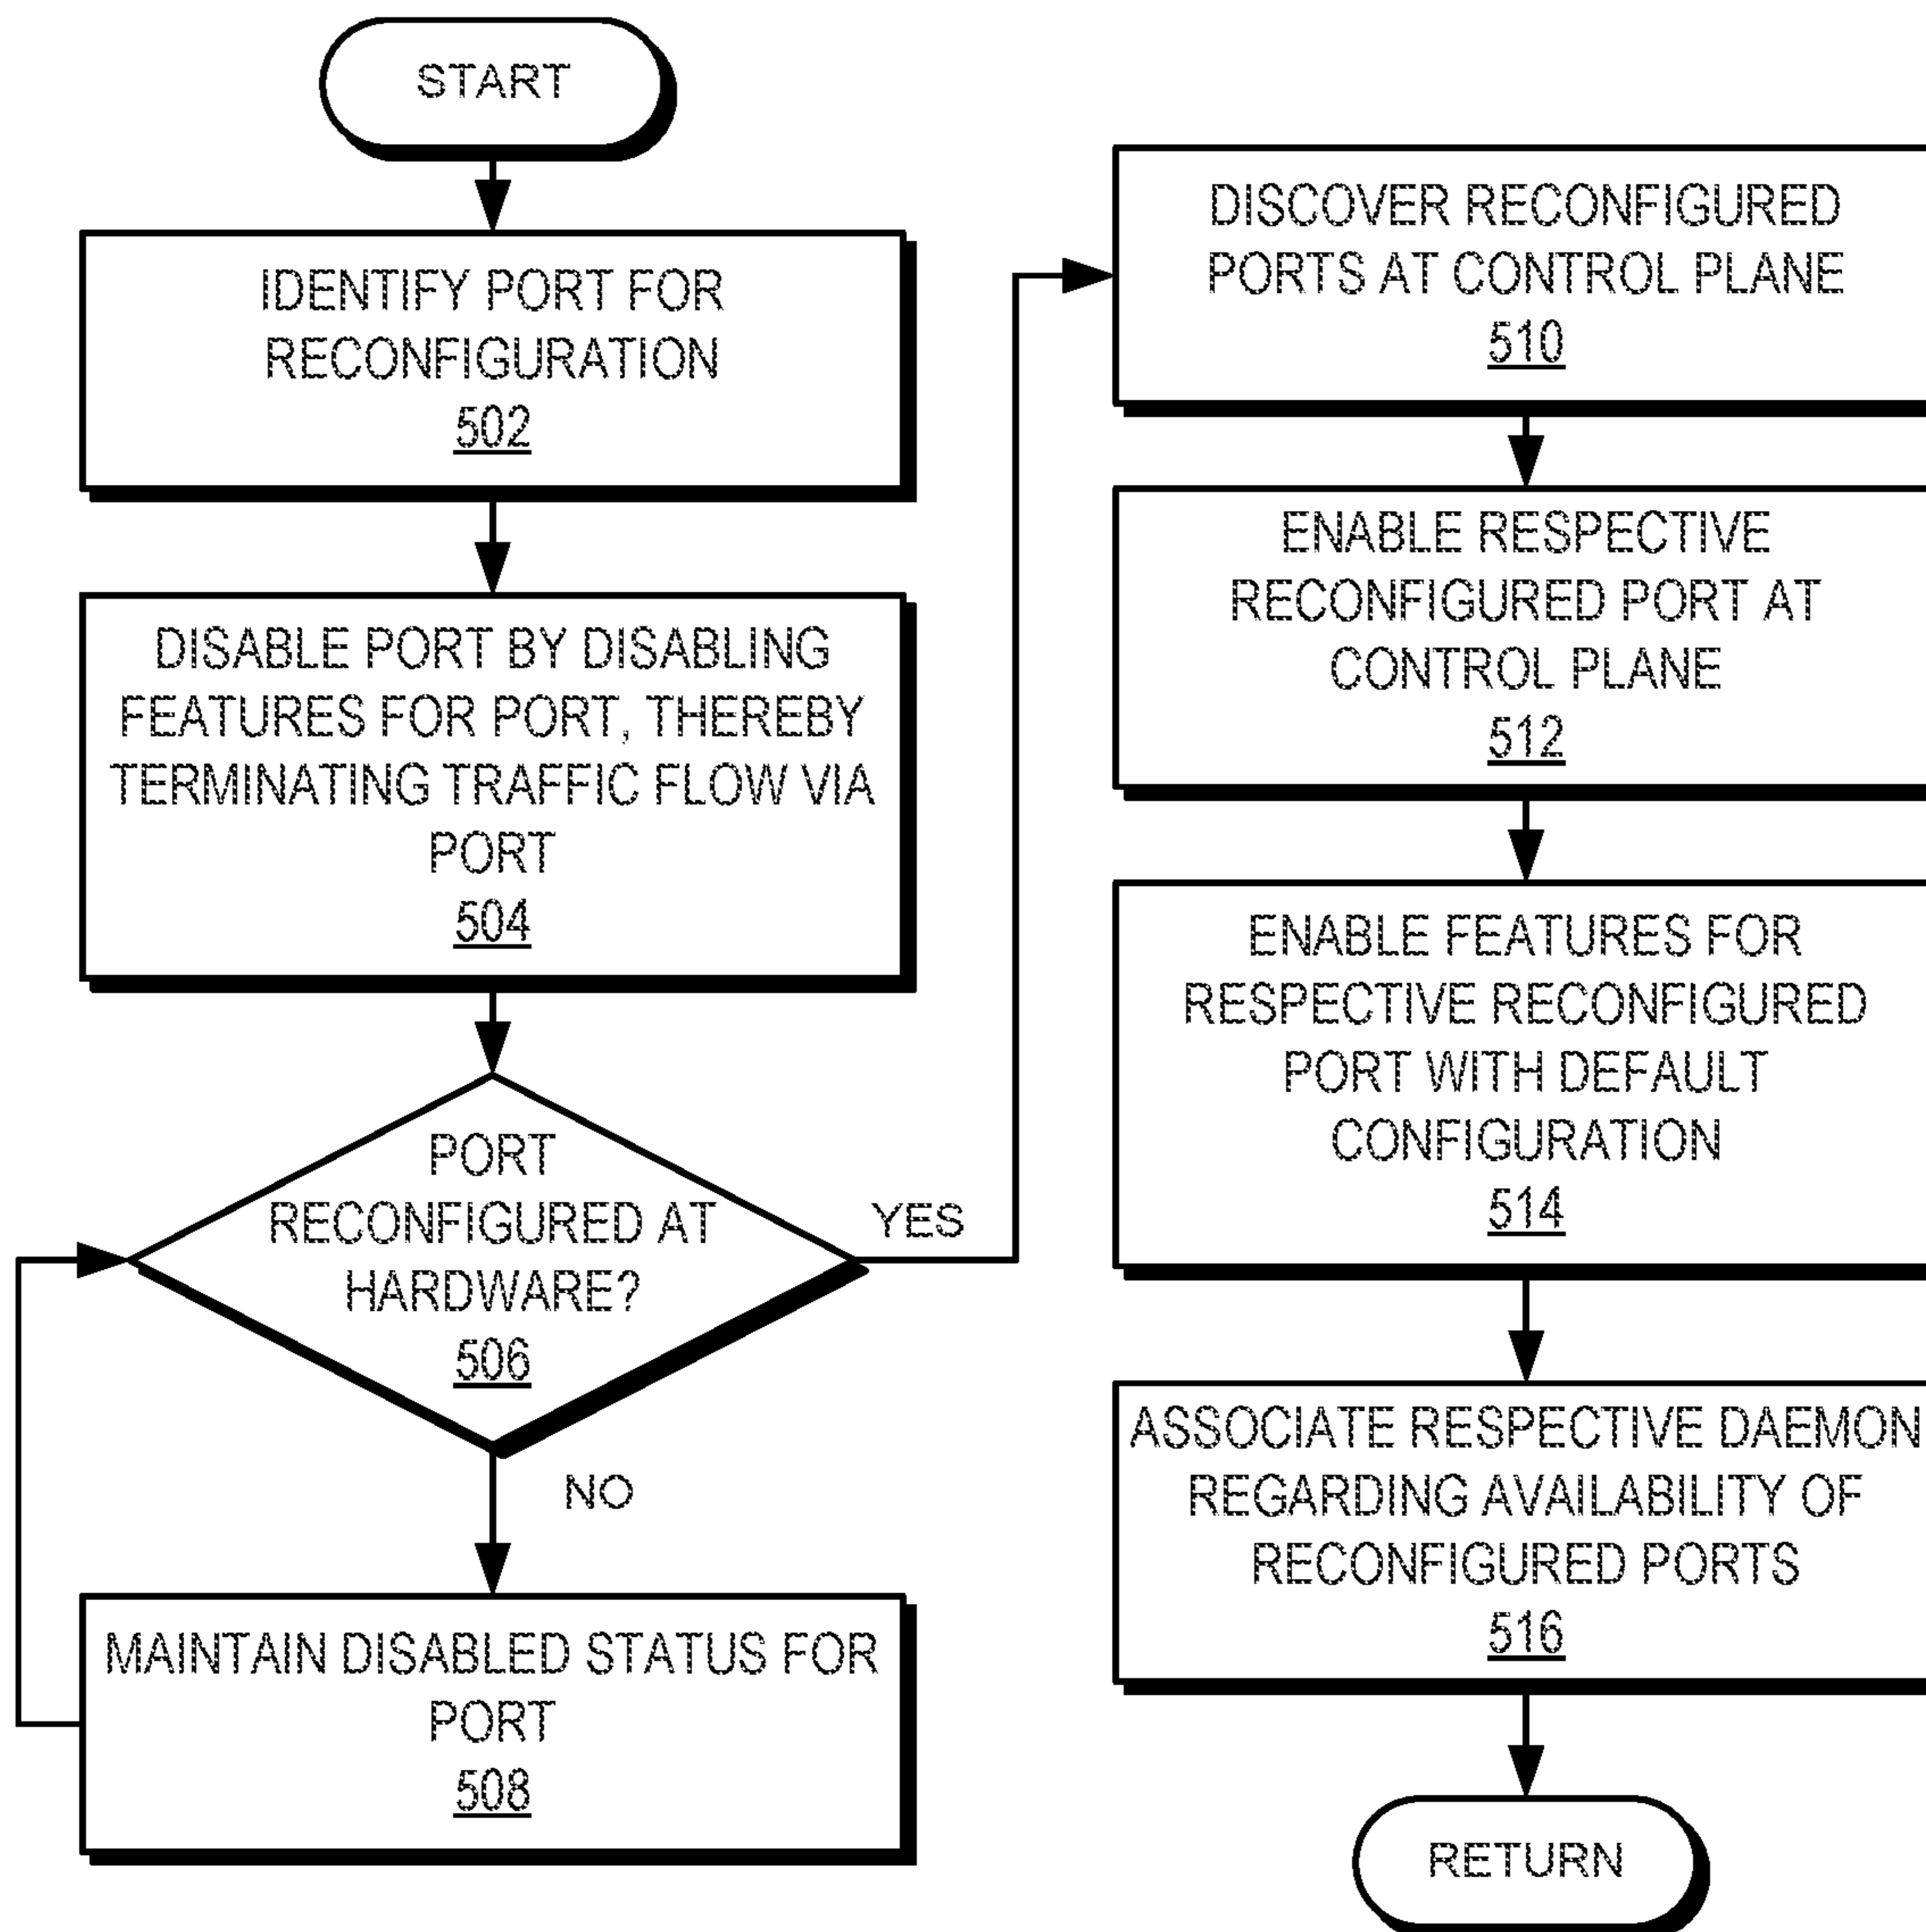 START
IDENTIFY PORT FOR
RECONFIGURATION
502
DISABLE PORT BY DISABLING
FEATURES FOR PORT, THEREBY
TERMINATING TRAFFIC FLOW VIA
PORT
504
PORT
RECONFIGURED AT
HARDWARE?
506
YES
NO
MAINTAIN DISABLED STATUS FOR
PORT
508
DISCOVER RECONFIGURED
PORTS AT CONTROL PLANE
510
ENABLE RESPECTIVE
RECONFIGURED PORT AT
CONTROL PLANE
512
ENABLE FEATURES FOR
RESPECTIVE RECONFIGURED
PORT WITH DEFAULT
CONFIGURATION
514
ASSOCIATE RESPECTIVE DAEMON
REGARDING AVAILABILITY OF
RECONFIGURED PORTS
516
RETURN